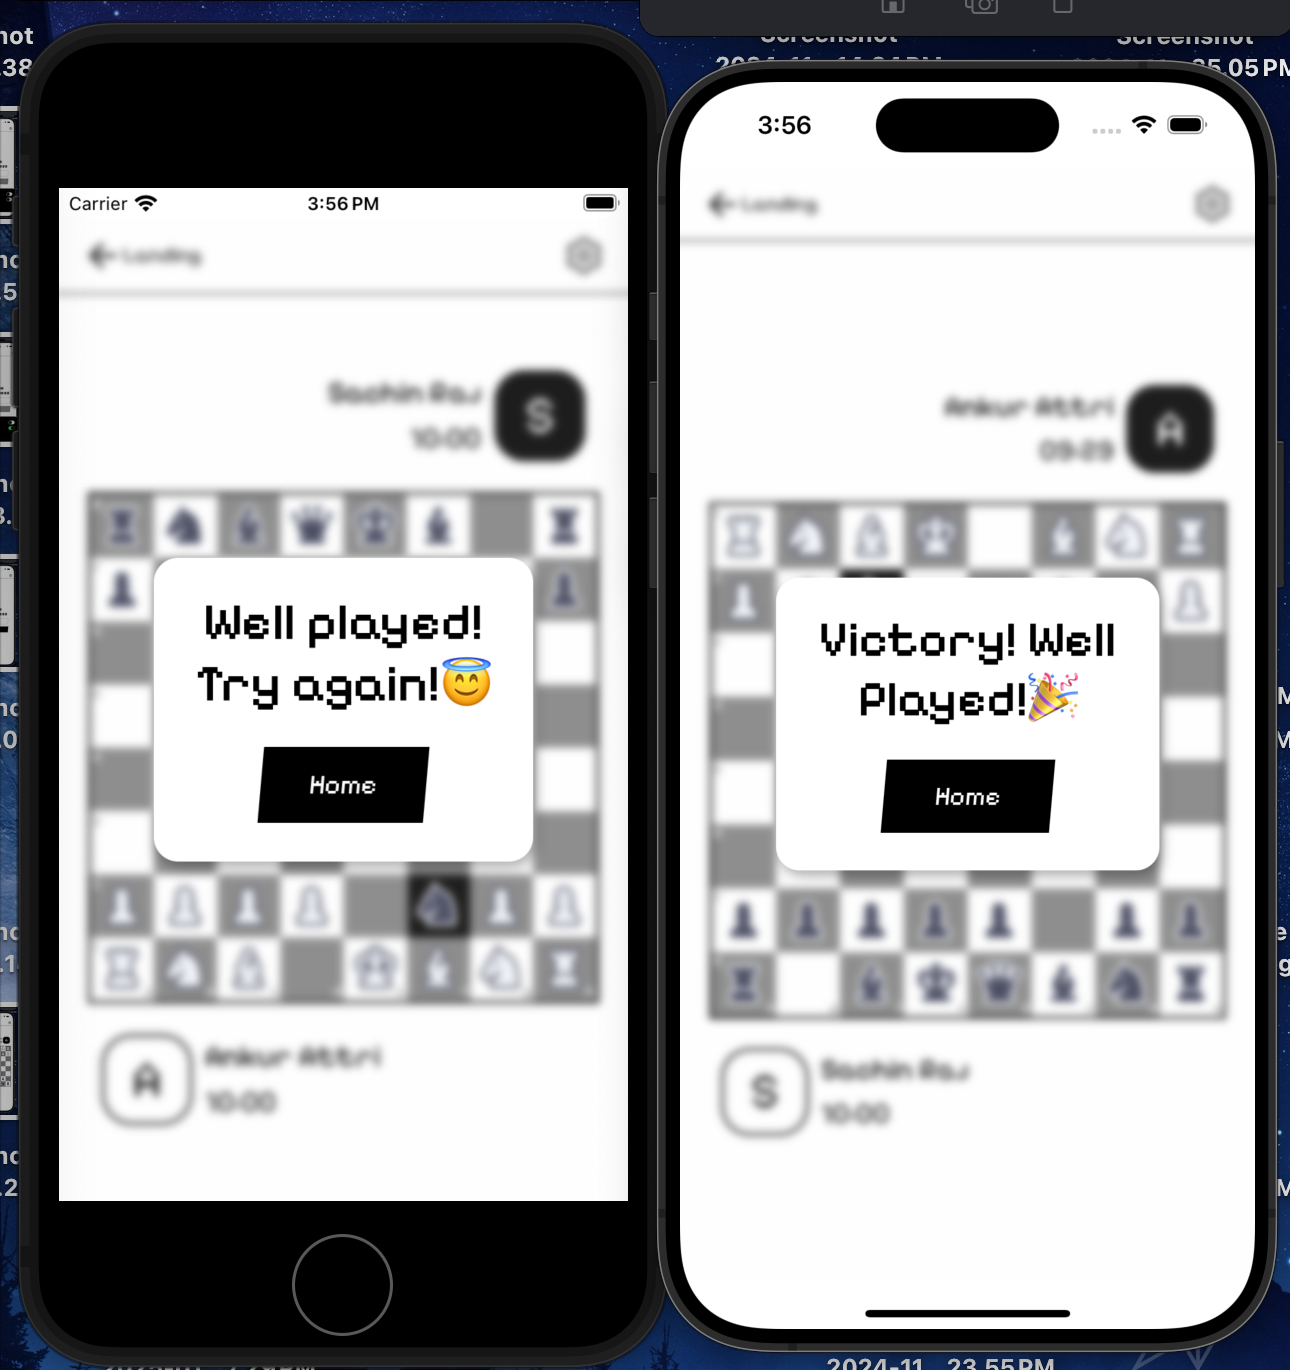 Screenshot
Screenshot
Carrier
3:56 PM
Landing
Sachin Raj
10:00
S
Well played!
Try again!😇
Home
A
Ankur Attri
10:00
3:56
Landing
Ankur Attri
09:29
A
Victory! Well
Played!🎉
Home
S
Sachin Raj
10:00
2024-11...23.55 PM